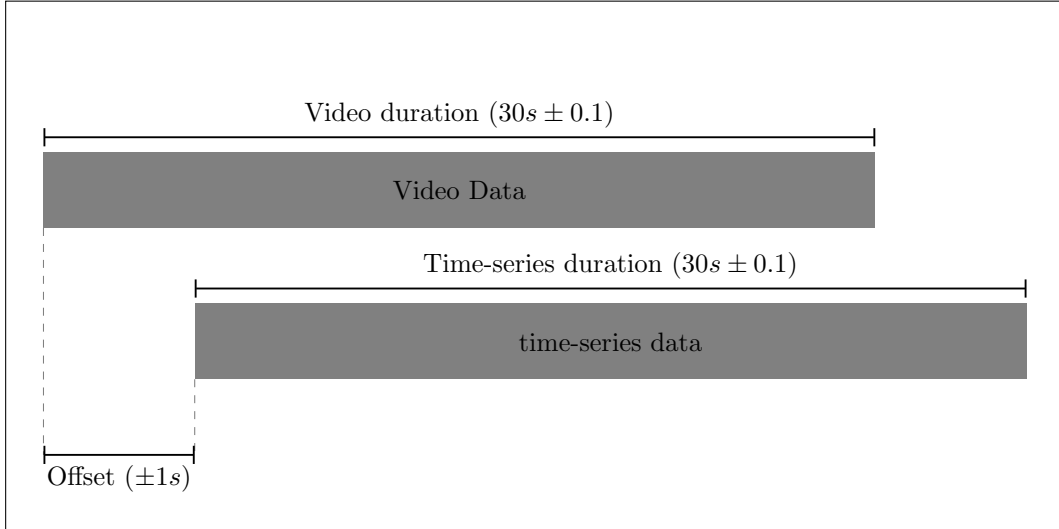 Video duration (30s ± 0.1)
Video Data
Time-series duration (30s ± 0.1)
time-series data
Offset (±1s)